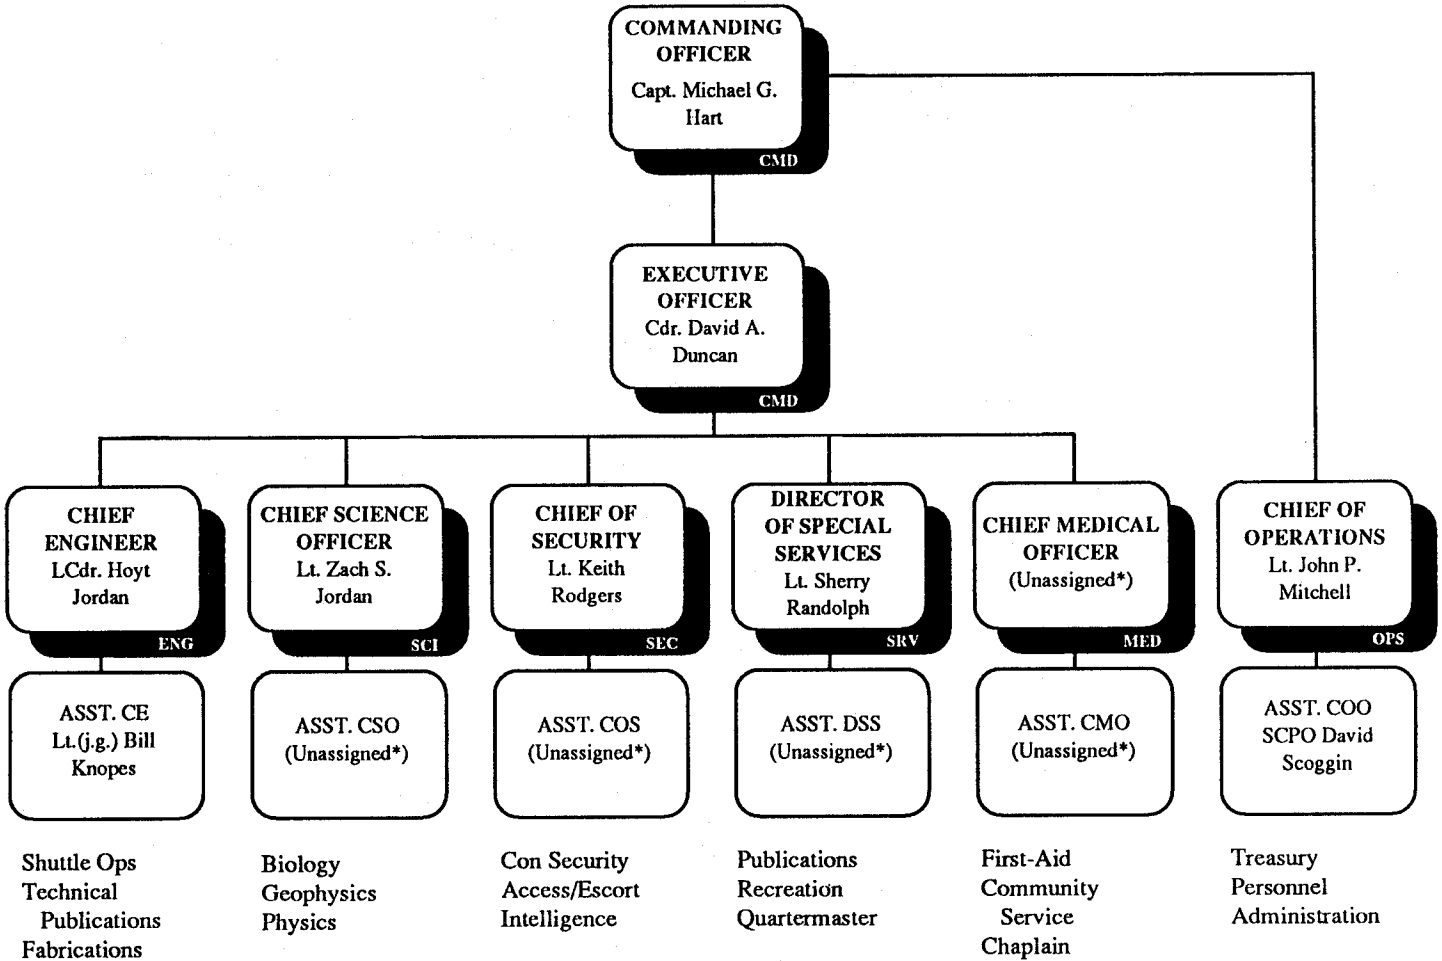 COMMANDING
OFFICER
Capt. Michael G.
Hart
CMD
EXECUTIVE
OFFICER
Cdr. David A.
Duncan
CMD
CHIEF
ENGINEER
LCdr. Hoyt
Jordan
ENG
CHIEF SCIENCE
OFFICER
Lt. Zach S.
Jordan
SCI
CHIEF OF
SECURITY
Lt. Keith
Rodgers
SEC
DIRECTOR
OF SPECIAL
SERVICES
Lt. Sherry
Randolph
SRV
CHIEF MEDICAL
OFFICER
(Unassigned*)
MED
CHIEF OF
OPERATIONS
Lt. John P.
Mitchell
OPS
ASST. CE
Lt.(j.g.) Bill
Knopes
ASST. CSO
(Unassigned*)
ASST. COS
(Unassigned*)
ASST. DSS
(Unassigned*)
ASST. CMO
(Unassigned*)
ASST. COO
SCPO David
Scoggin
Shuttle Ops
Technical
Publications
Fabrications
Biology
Geophysics
Physics
Con Security
Access/Escort
Intelligence
Publications
Recreation
Quartermaster
First-Aid
Community
Service
Chaplain
Treasury
Personnel
Administration